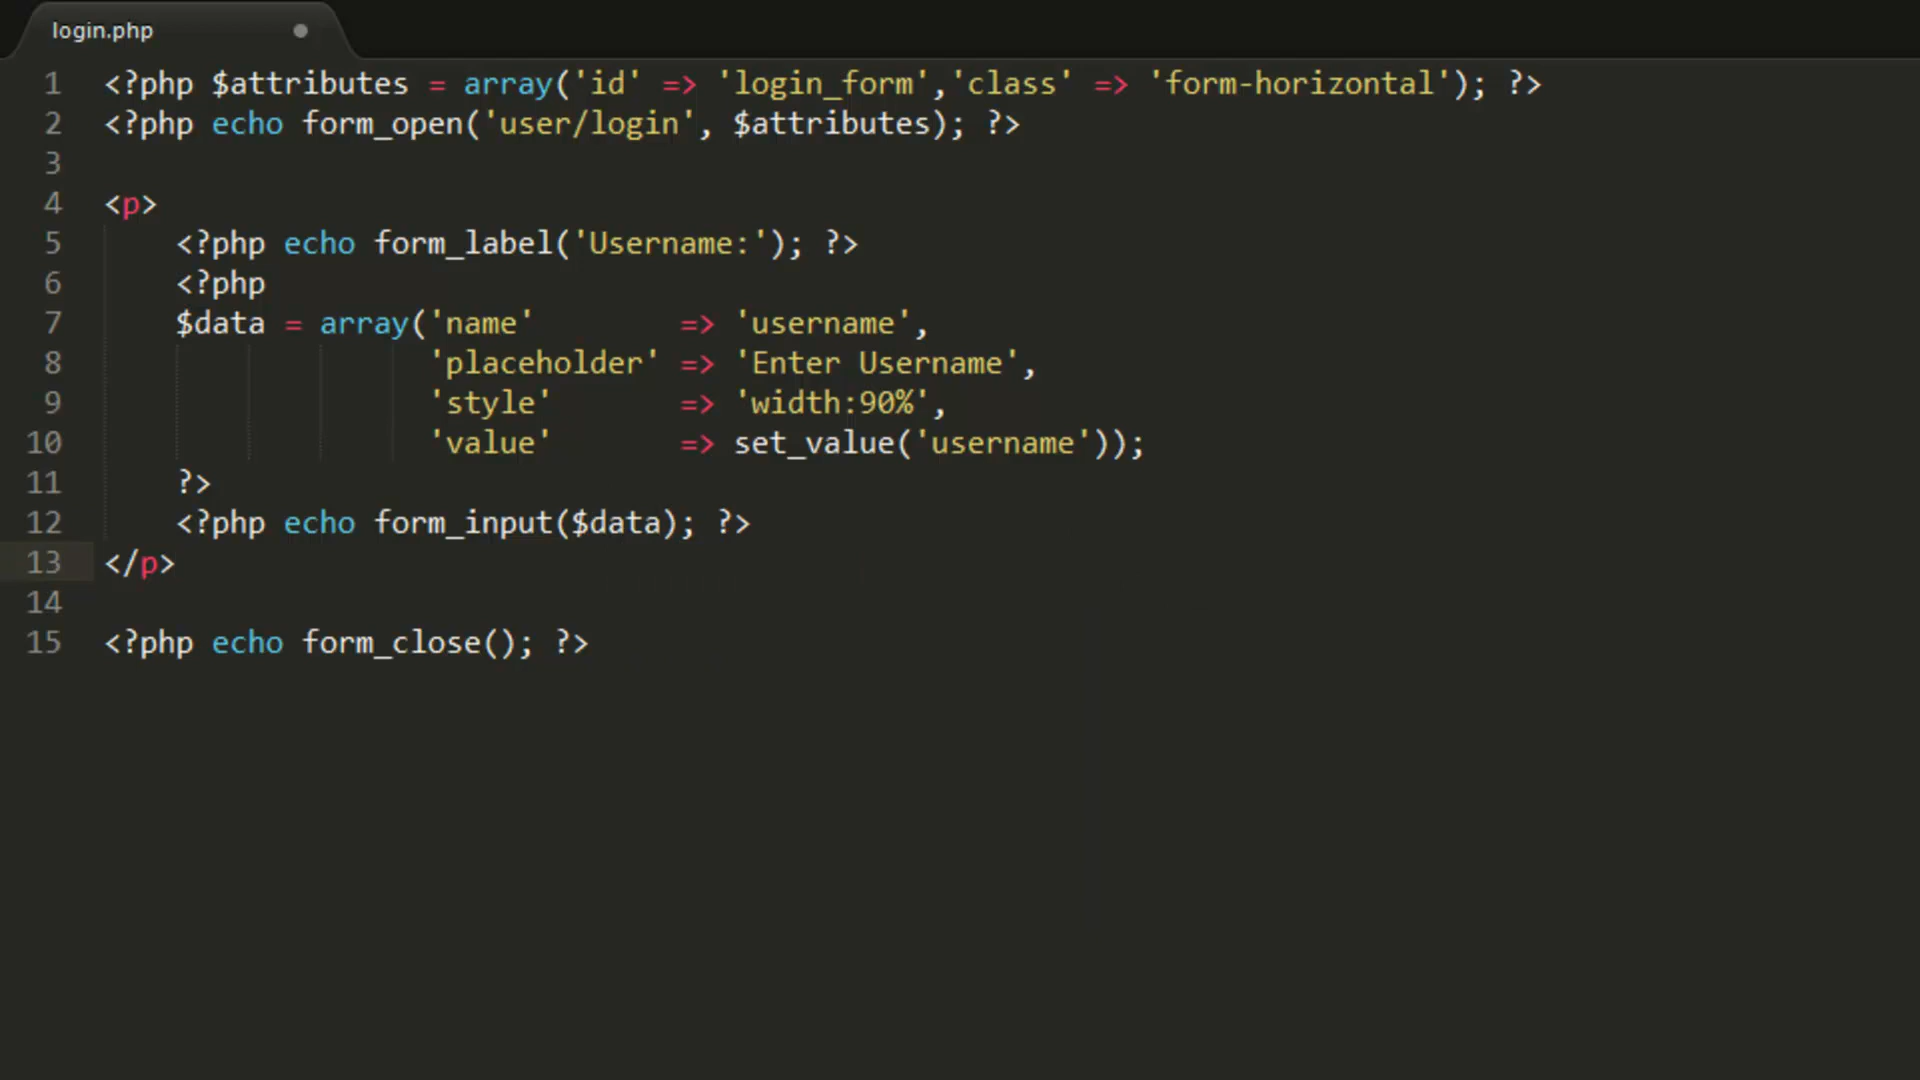 login.php
1 <?php $attributes = array('id' => 'login_form','class' => 'form-horizontal'); ?>
2 <?php echo form_open('user/login', $attributes); ?>
3
4 <p>
5     <?php echo form_label('Username:'); ?>
6     <?php
7     $data = array('name'        => 'username',
8                   'placeholder' => 'Enter Username',
9                   'style'       => 'width:90%',
10                   'value'       => set_value('username'));
11     ?>
12     <?php echo form_input($data); ?>
13 </p>
14
15 <?php echo form_close(); ?>